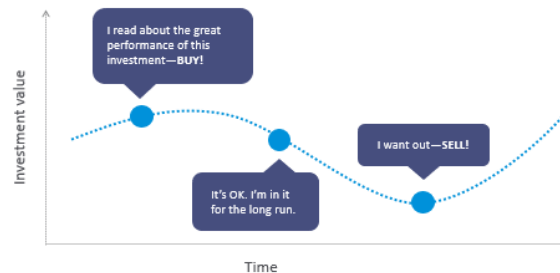 I read about the great
performance of this
investment—BUY!
Investment value
I want out—SELL!
It's OK. I'm in it
for the long run.
Time